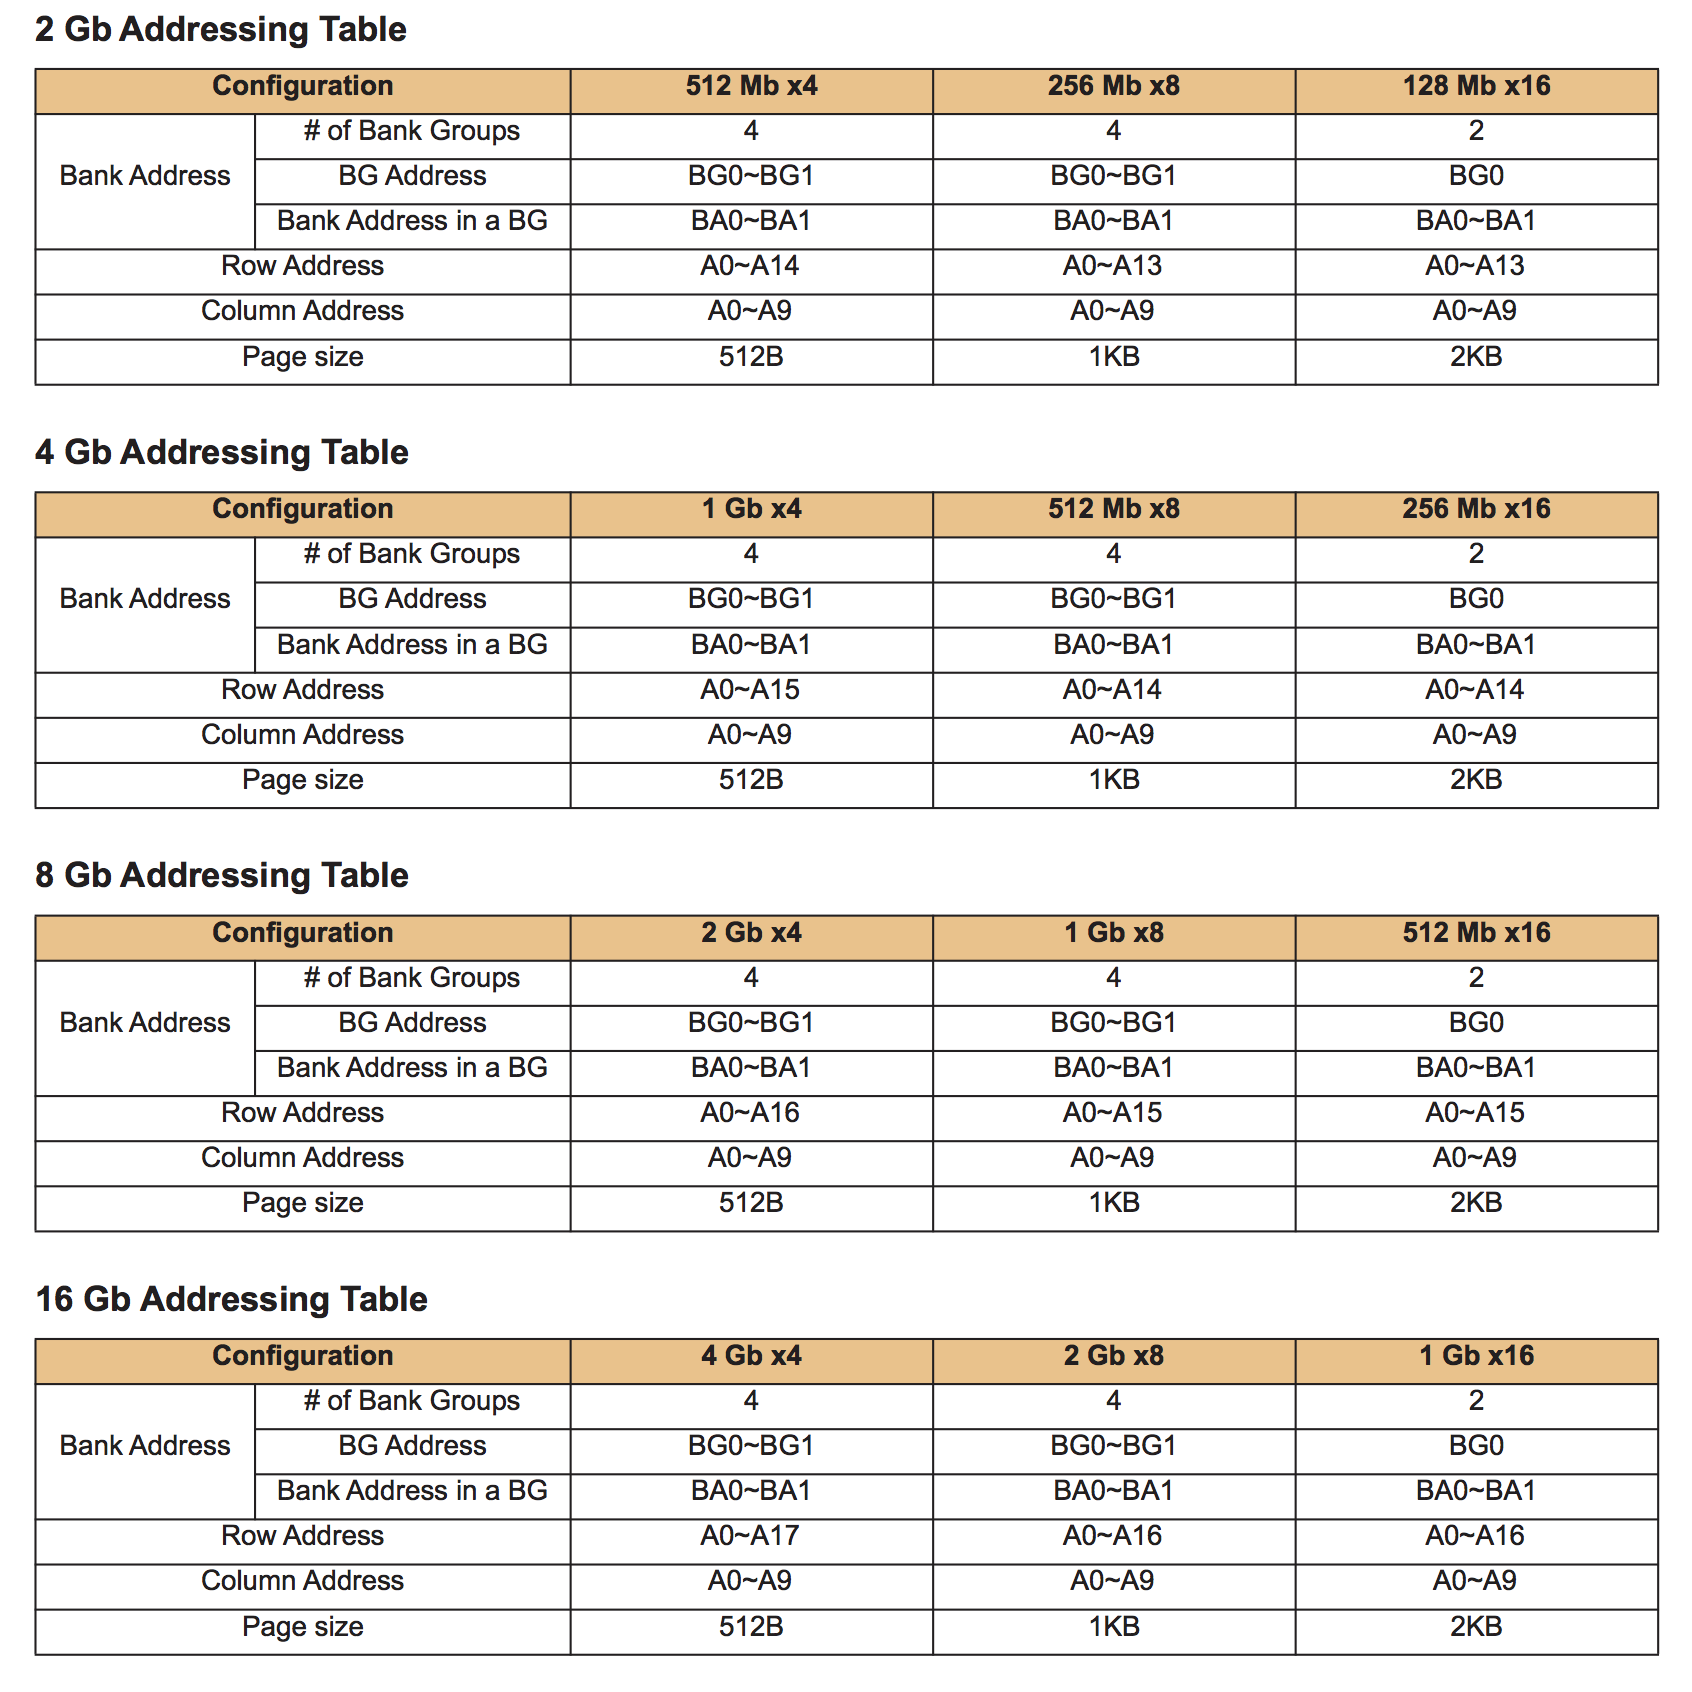 2 Gb Addressing Table
Configuration 512 Mb x4 256 Mb x8 128 Mb x16
# of Bank Groups 4 4 2
Bank Address BG Address BG0~BG1 BG0~BG1 BG0
Bank Address in a BG BA0~BA1 BA0~BA1 BA0~BA1
Row Address A0~A14 A0~A13 A0~A13
Column Address A0~A9 A0~A9 A0~A9
Page size 512B 1KB 2KB
4 Gb Addressing Table
Configuration 1 Gb x4 512 Mb x8 256 Mb x16
# of Bank Groups 4 4 2
Bank Address BG Address BG0~BG1 BG0~BG1 BG0
Bank Address in a BG BA0~BA1 BA0~BA1 BA0~BA1
Row Address A0~A15 A0~A14 A0~A14
Column Address A0~A9 A0~A9 A0~A9
Page size 512B 1KB 2KB
8 Gb Addressing Table
Configuration 2 Gb x4 1 Gb x8 512 Mb x16
# of Bank Groups 4 4 2
Bank Address BG Address BG0~BG1 BG0~BG1 BG0
Bank Address in a BG BA0~BA1 BA0~BA1 BA0~BA1
Row Address A0~A16 A0~A15 A0~A15
Column Address A0~A9 A0~A9 A0~A9
Page size 512B 1KB 2KB
16 Gb Addressing Table
Configuration 4 Gb x4 2 Gb x8 1 Gb x16
# of Bank Groups 4 4 2
Bank Address BG Address BG0~BG1 BG0~BG1 BG0
Bank Address in a BG BA0~BA1 BA0~BA1 BA0~BA1
Row Address A0~A17 A0~A16 A0~A16
Column Address A0~A9 A0~A9 A0~A9
Page size 512B 1KB 2KB